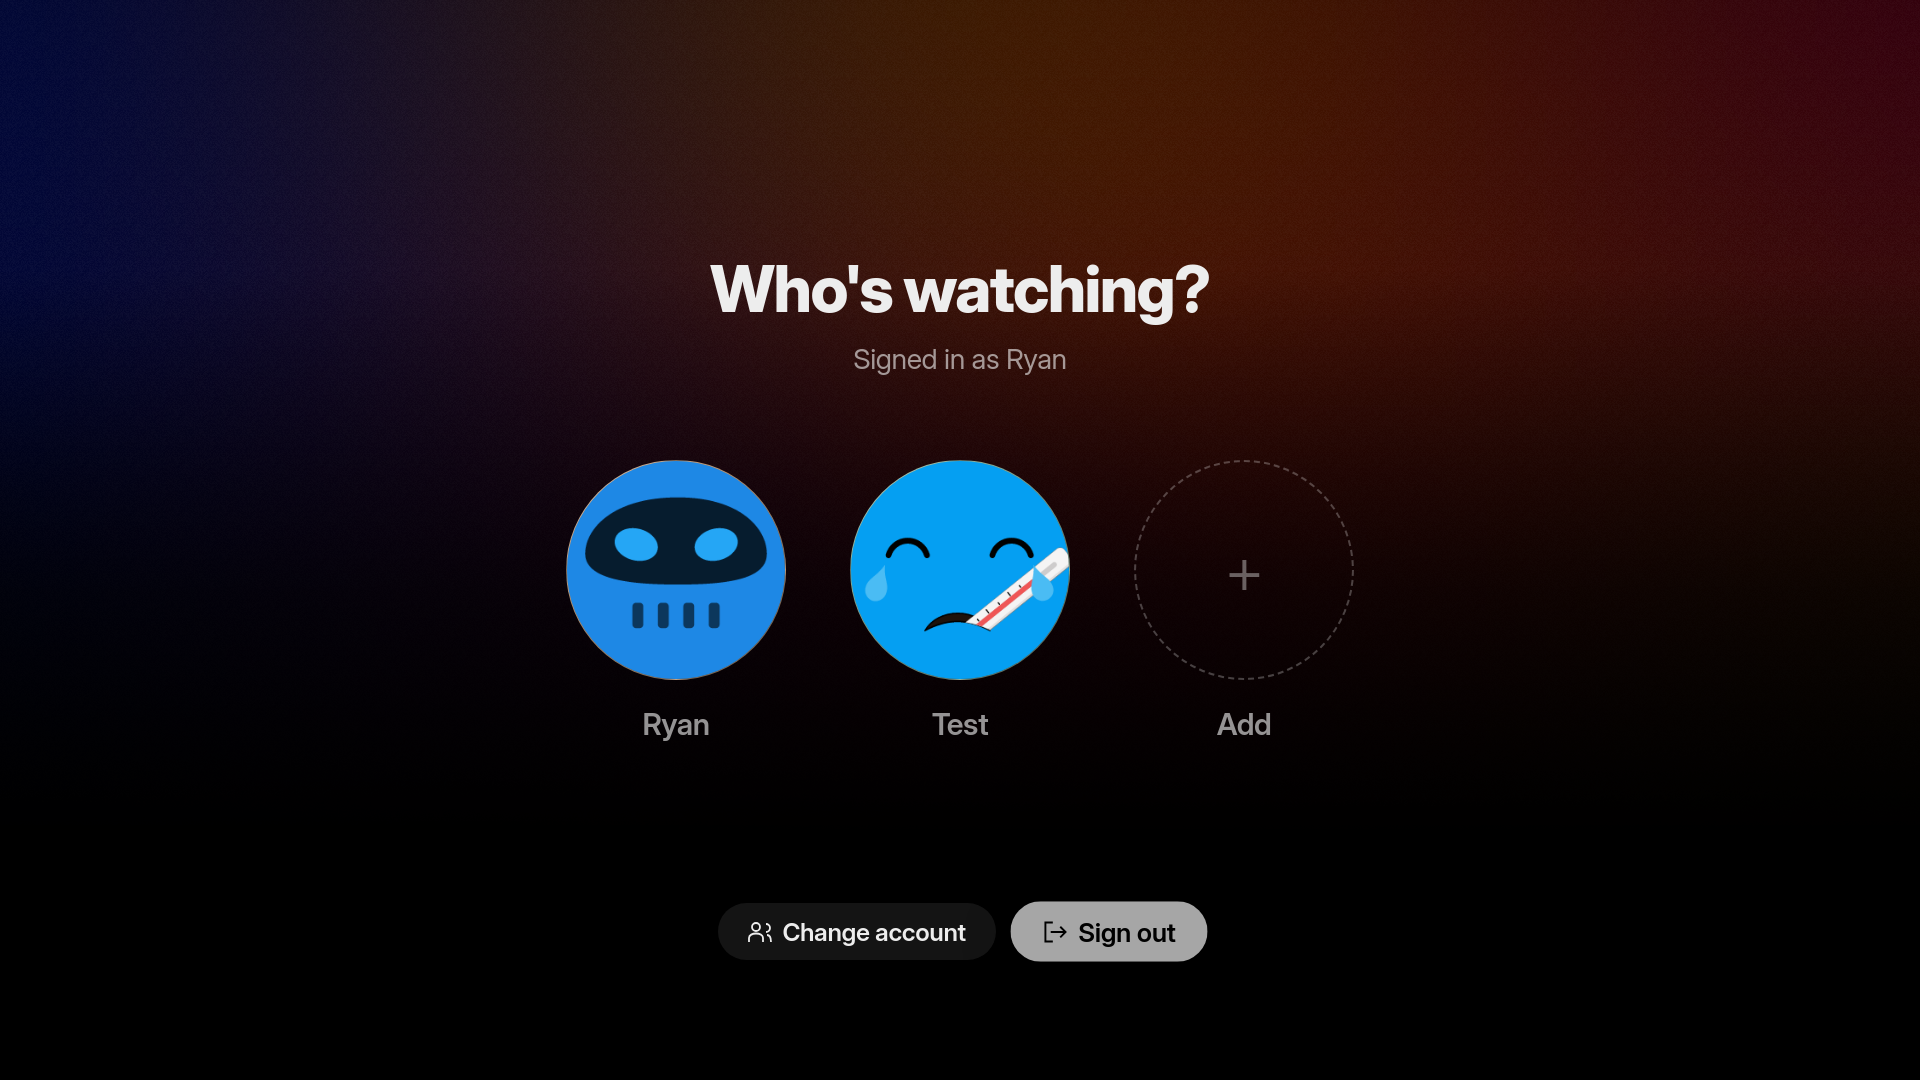 Who's watching?
Signed in as Ryan
Ryan
Test
Add
Change account
Sign out